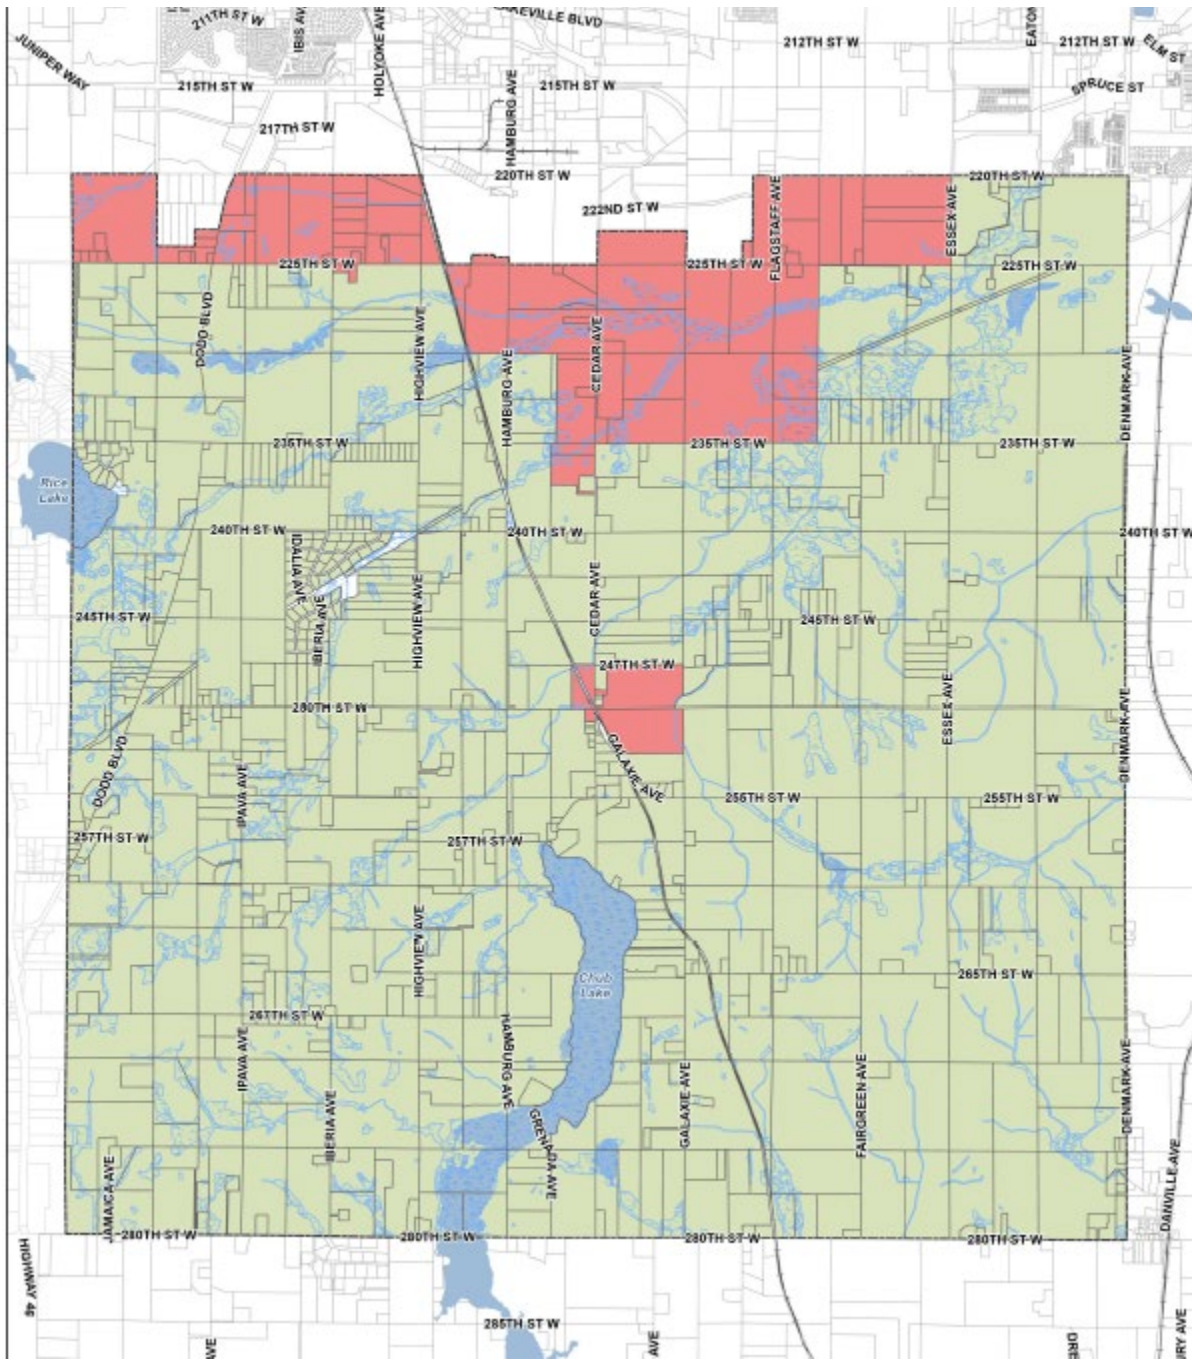 211TH ST W
IBIS AV
HOLYOKE AVE
AKEVILLE BLVD
212TH ST W
EATON
212TH ST W
ELM ST
JUNIPER WAY
215TH ST W
HAMBURG AVE
215TH ST W
SPRUCE ST
217TH ST W
220TH ST W
220TH ST W
222ND ST W
FLAGSTAFF AVE
ESSEX AVE
225TH ST W
225TH ST W
225TH ST W
DODD BLVD
HIGHVIEW AVE
HAMBURG AVE
CEDAR AVE
DENMARK AVE
235TH ST W
235TH ST W
235TH ST W
Rice
Lake
240TH ST W
240TH ST W
240TH ST W
IDALIA AVE
IBERIA AVE
HIGHVIEW AVE
CEDAR AVE
245TH ST W
245TH ST W
247TH ST W
280TH ST W
ESSEX AVE
DENMARK AVE
DODD BLVD
GALAXIE AVE
IPAVA AVE
255TH ST W
255TH ST W
257TH ST W
257TH ST W
HIGHVIEW AVE
Chub
Lake
265TH ST W
267TH ST W
IPAVA AVE
HAMBURG AVE
IBERIA AVE
GRENADA AVE
GALAXIE AVE
FAIRGREEN AVE
DENMARK AVE
JAMAICA AVE
DANVILLE AVE
280TH ST W
280TH ST W
280TH ST W
280TH ST W
HIGHWAY 46
285TH ST W
AVE
AVE
DRE
IRY AVE